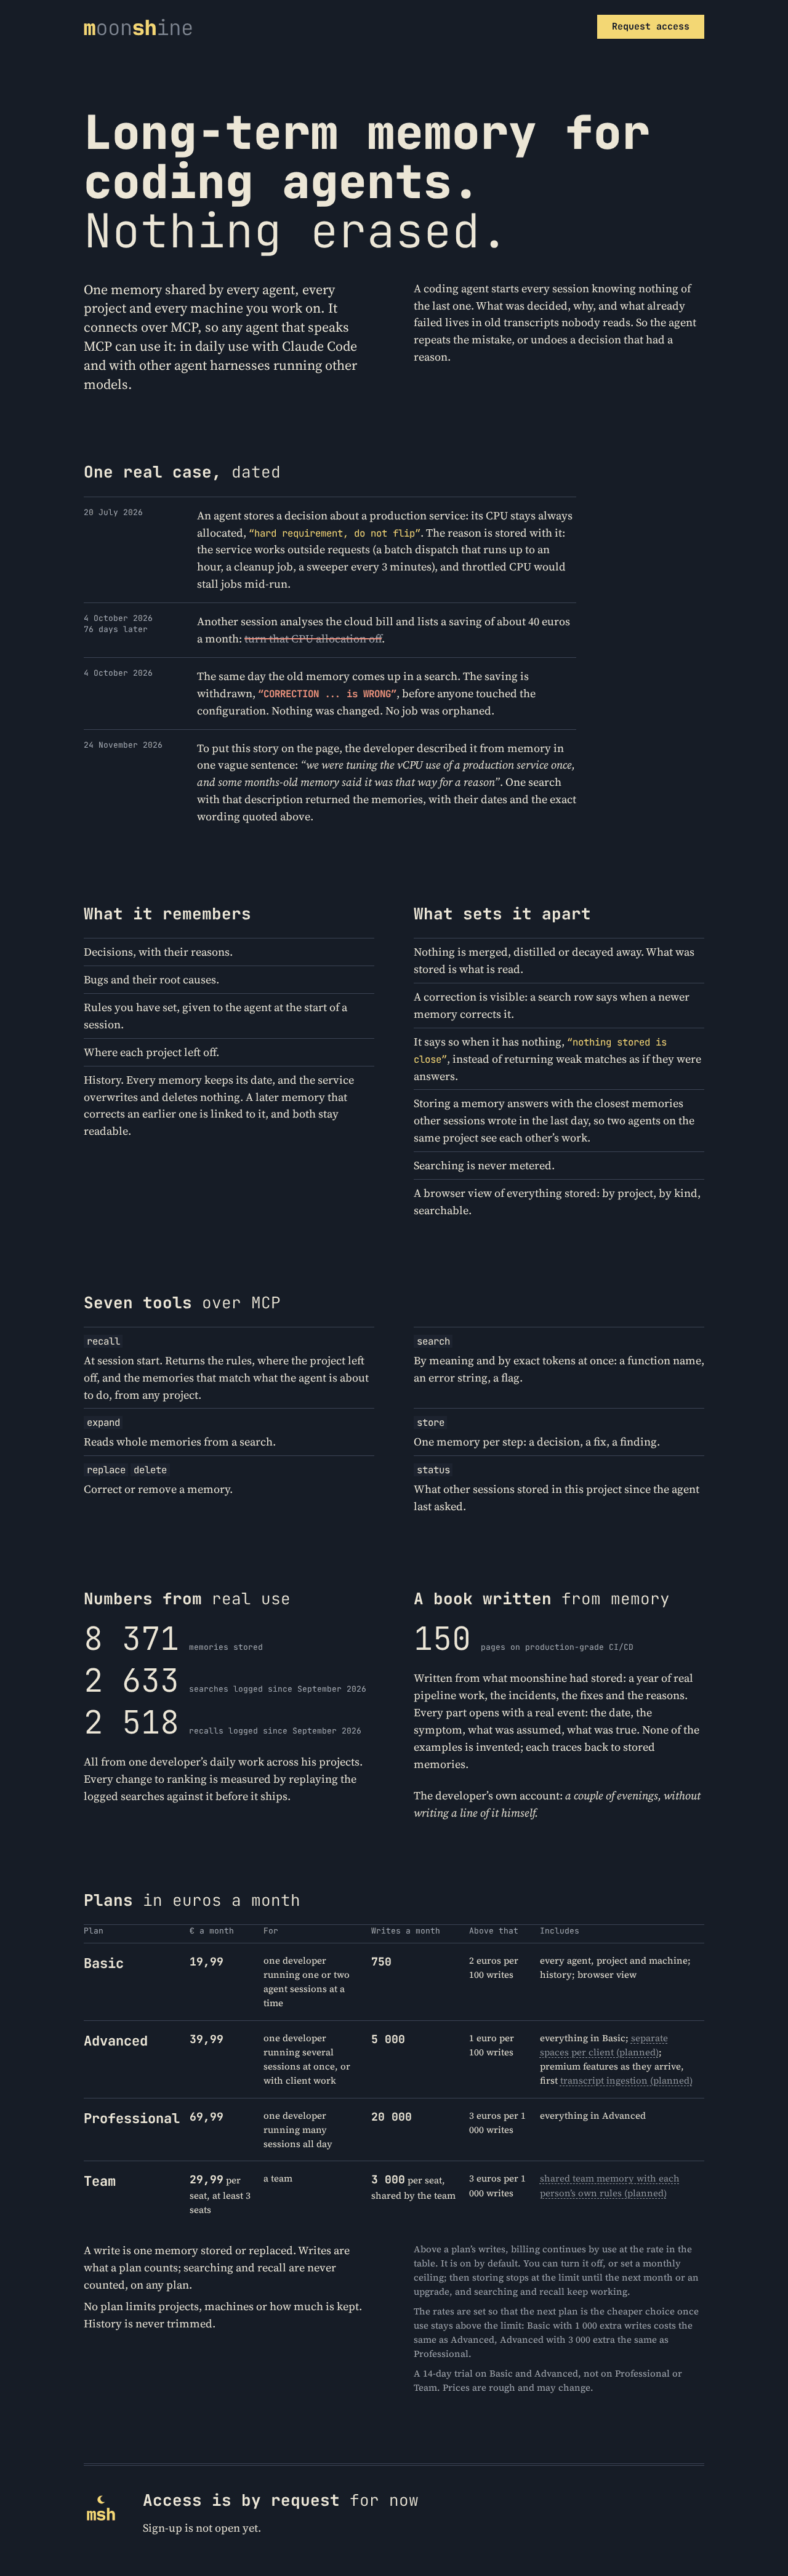 moonshine
Request access
Long-term memory for
coding agents.
Nothing erased.
One memory shared by every agent, every
project and every machine you work on. It
connects over MCP, so any agent that speaks
MCP can use it: in daily use with Claude Code
and with other agent harnesses running other
models.
A coding agent starts every session knowing nothing of
the last one. What was decided, why, and what already
failed lives in old transcripts nobody reads. So the agent
repeats the mistake, or undoes a decision that had a
reason.
One real case, dated
20 July 2026
An agent stores a decision about a production service: its CPU stays always
allocated, “hard requirement, do not flip”. The reason is stored with it:
the service works outside requests (a batch dispatch that runs up to an
hour, a cleanup job, a sweeper every 3 minutes), and throttled CPU would
stall jobs mid-run.
4 October 2026
76 days later
Another session analyses the cloud bill and lists a saving of about 40 euros
a month: turn that CPU allocation off.
4 October 2026
The same day the old memory comes up in a search. The saving is
withdrawn, “CORRECTION ... is WRONG”, before anyone touched the
configuration. Nothing was changed. No job was orphaned.
24 November 2026
To put this story on the page, the developer described it from memory in
one vague sentence: “we were tuning the vCPU use of a production service once,
and some months-old memory said it was that way for a reason”. One search
with that description returned the memories, with their dates and the exact
wording quoted above.
What it remembers
Decisions, with their reasons.
Bugs and their root causes.
Rules you have set, given to the agent at the start of a
session.
Where each project left off.
History. Every memory keeps its date, and the service
overwrites and deletes nothing. A later memory that
corrects an earlier one is linked to it, and both stay
readable.
What sets it apart
Nothing is merged, distilled or decayed away. What was
stored is what is read.
A correction is visible: a search row says when a newer
memory corrects it.
It says so when it has nothing, “nothing stored is
close”, instead of returning weak matches as if they were
answers.
Storing a memory answers with the closest memories
other sessions wrote in the last day, so two agents on the
same project see each other’s work.
Searching is never metered.
A browser view of everything stored: by project, by kind,
searchable.
Seven tools over MCP
recall
At session start. Returns the rules, where the project left
off, and the memories that match what the agent is about
to do, from any project.
search
By meaning and by exact tokens at once: a function name,
an error string, a flag.
expand
Reads whole memories from a search.
store
One memory per step: a decision, a fix, a finding.
replace delete
Correct or remove a memory.
status
What other sessions stored in this project since the agent
last asked.
Numbers from real use
8 371 memories stored
2 633 searches logged since September 2026
2 518 recalls logged since September 2026
All from one developer’s daily work across his projects.
Every change to ranking is measured by replaying the
logged searches against it before it ships.
A book written from memory
150 pages on production-grade CI/CD
Written from what moonshine had stored: a year of real
pipeline work, the incidents, the fixes and the reasons.
Every part opens with a real event: the date, the
symptom, what was assumed, what was true. None of the
examples is invented; each traces back to stored
memories.
The developer’s own account: a couple of evenings, without
writing a line of it himself.
Plans in euros a month
Plan € a month For Writes a month Above that Includes
Basic 19,99 one developer running one or two agent sessions at a time 750 2 euros per 100 writes every agent, project and machine; history; browser view
Advanced 39,99 one developer running several sessions at once, or with client work 5 000 1 euro per 100 writes everything in Basic; separate spaces per client (planned); premium features as they arrive, first transcript ingestion (planned)
Professional 69,99 one developer running many sessions all day 20 000 3 euros per 1 000 writes everything in Advanced
Team 29,99 per seat, at least 3 seats a team 3 000 per seat, shared by the team 3 euros per 1 000 writes shared team memory with each person’s own rules (planned)
A write is one memory stored or replaced. Writes are
what a plan counts; searching and recall are never
counted, on any plan.
No plan limits projects, machines or how much is kept.
History is never trimmed.
Above a plan’s writes, billing continues by use at the rate in the
table. It is on by default. You can turn it off, or set a monthly
ceiling; then storing stops at the limit until the next month or an
upgrade, and searching and recall keep working.
The rates are set so that the next plan is the cheaper choice once
use stays above the limit: Basic with 1 000 extra writes costs the
same as Advanced, Advanced with 3 000 extra the same as
Professional.
A 14-day trial on Basic and Advanced, not on Professional or
Team. Prices are rough and may change.
msh
Access is by request for now
Sign-up is not open yet.